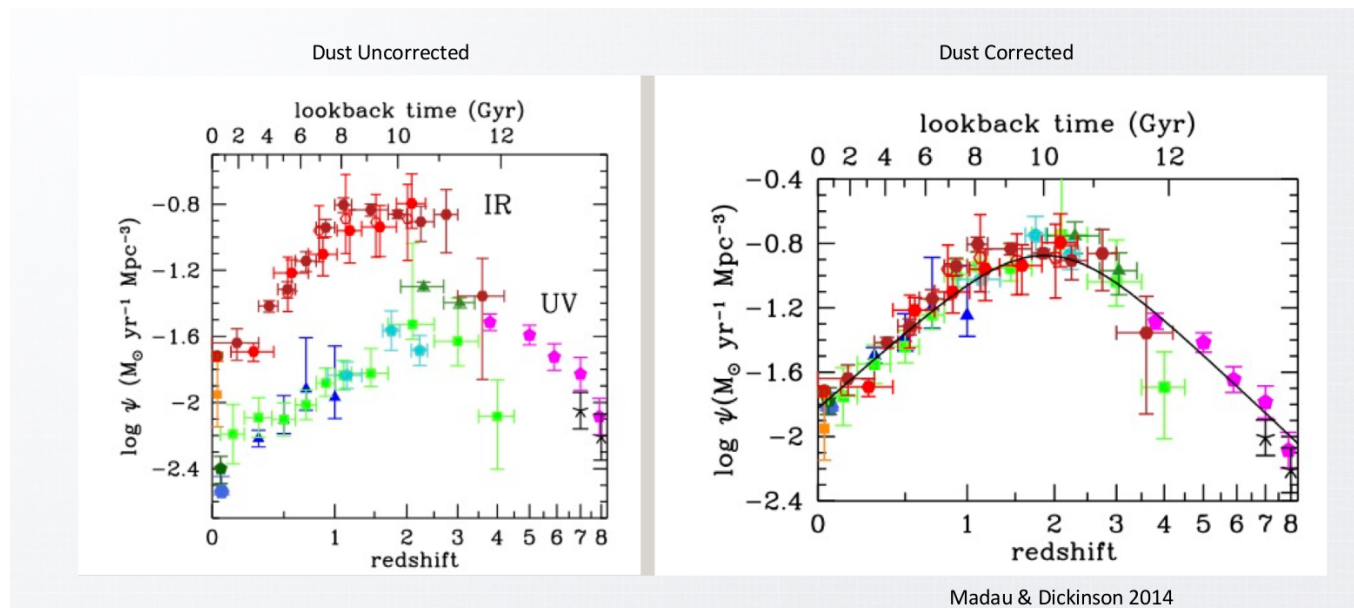 Dust Uncorrected
Dust Corrected
lookback time (Gyr)
0 2 4 6 8 10 12
-0.8
-1.2
-1.6
-2
-2.4
log ψ (M⊙ yr⁻¹ Mpc⁻³)
IR
UV
0 1 2 3 4 5 6 7 8
redshift
lookback time (Gyr)
0 2 4 6 8 10 12
-0.4
-0.8
-1.2
-1.6
-2
-2.4
log ψ(M⊙ yr⁻¹ Mpc⁻³)
0 1 2 3 4 5 6 7 8
redshift
Madau & Dickinson 2014